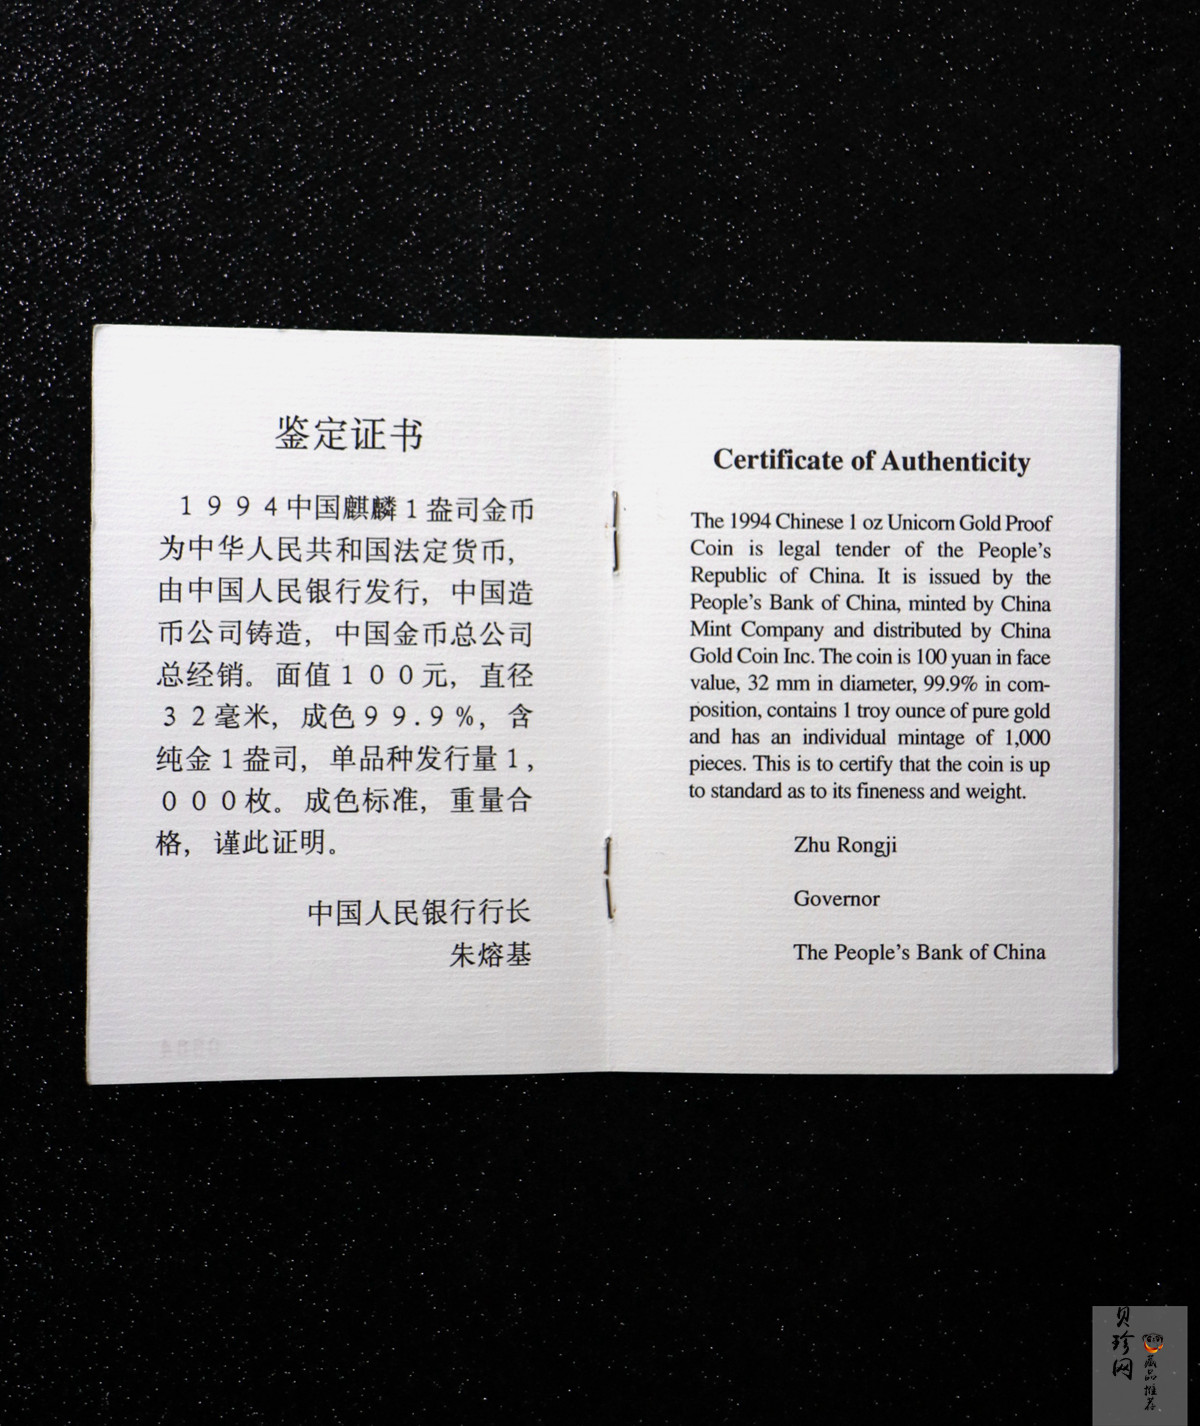 鉴定证书
1994中国麒麟1盎司金币
为中华人民共和国法定货币，
由中国人民银行发行，中国造
币公司铸造，中国金币总公司
总经销。面值100元，直径
32毫米，成色99.9%，含
纯金1盎司，单品种发行量1,
000枚。成色标准，重量合
格，谨此证明。
中国人民银行行长
朱熔基
Certificate of Authenticity
The 1994 Chinese 1 oz Unicorn Gold Proof
Coin is legal tender of the People's
Republic of China. It is issued by the
People's Bank of China, minted by China
Mint Company and distributed by China
Gold Coin Inc. The coin is 100 yuan in face
value, 32 mm in diameter, 99.9% in com-
position, contains 1 troy ounce of pure gold
and has an individual mintage of 1,000
pieces. This is to certify that the coin is up
to standard as to its fineness and weight.
Zhu Rongji
Governor
The People's Bank of China
贝珍网
藏品推荐